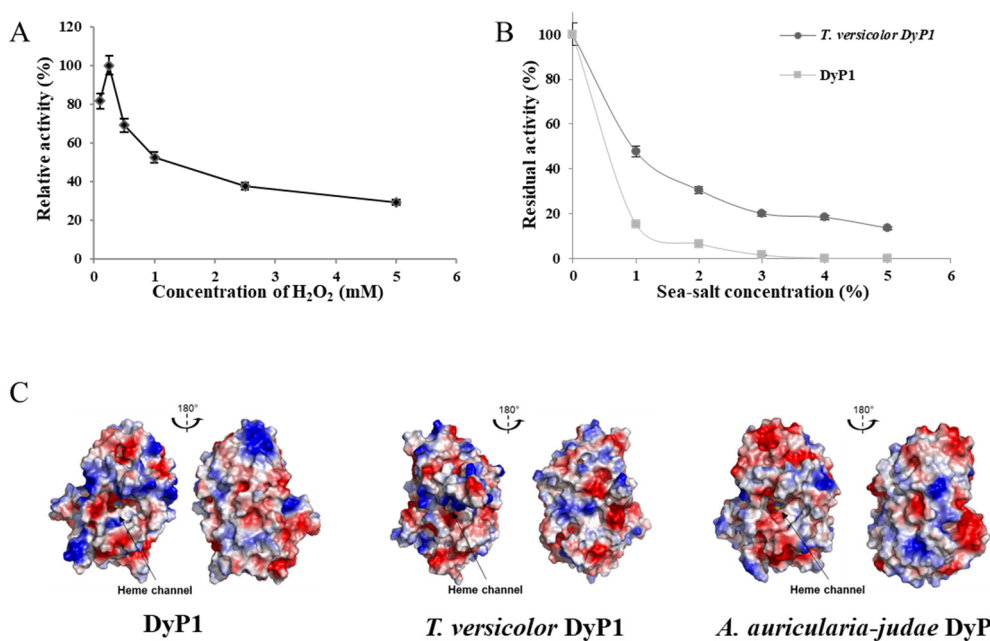 A
120
100
80
60
40
20
0
Relative activity (%)
0 1 2 3 4 5 6
Concentration of H₂O₂ (mM)
B
100
80
60
40
20
0
Residual activity (%)
T. versicolor DyP1
DyP1
0 1 2 3 4 5 6
Sea-salt concentration (%)
C
180°
180°
180°
Heme channel
Heme channel
Heme channel
DyP1
T. versicolor DyP1
A. auricularia-judae DyP